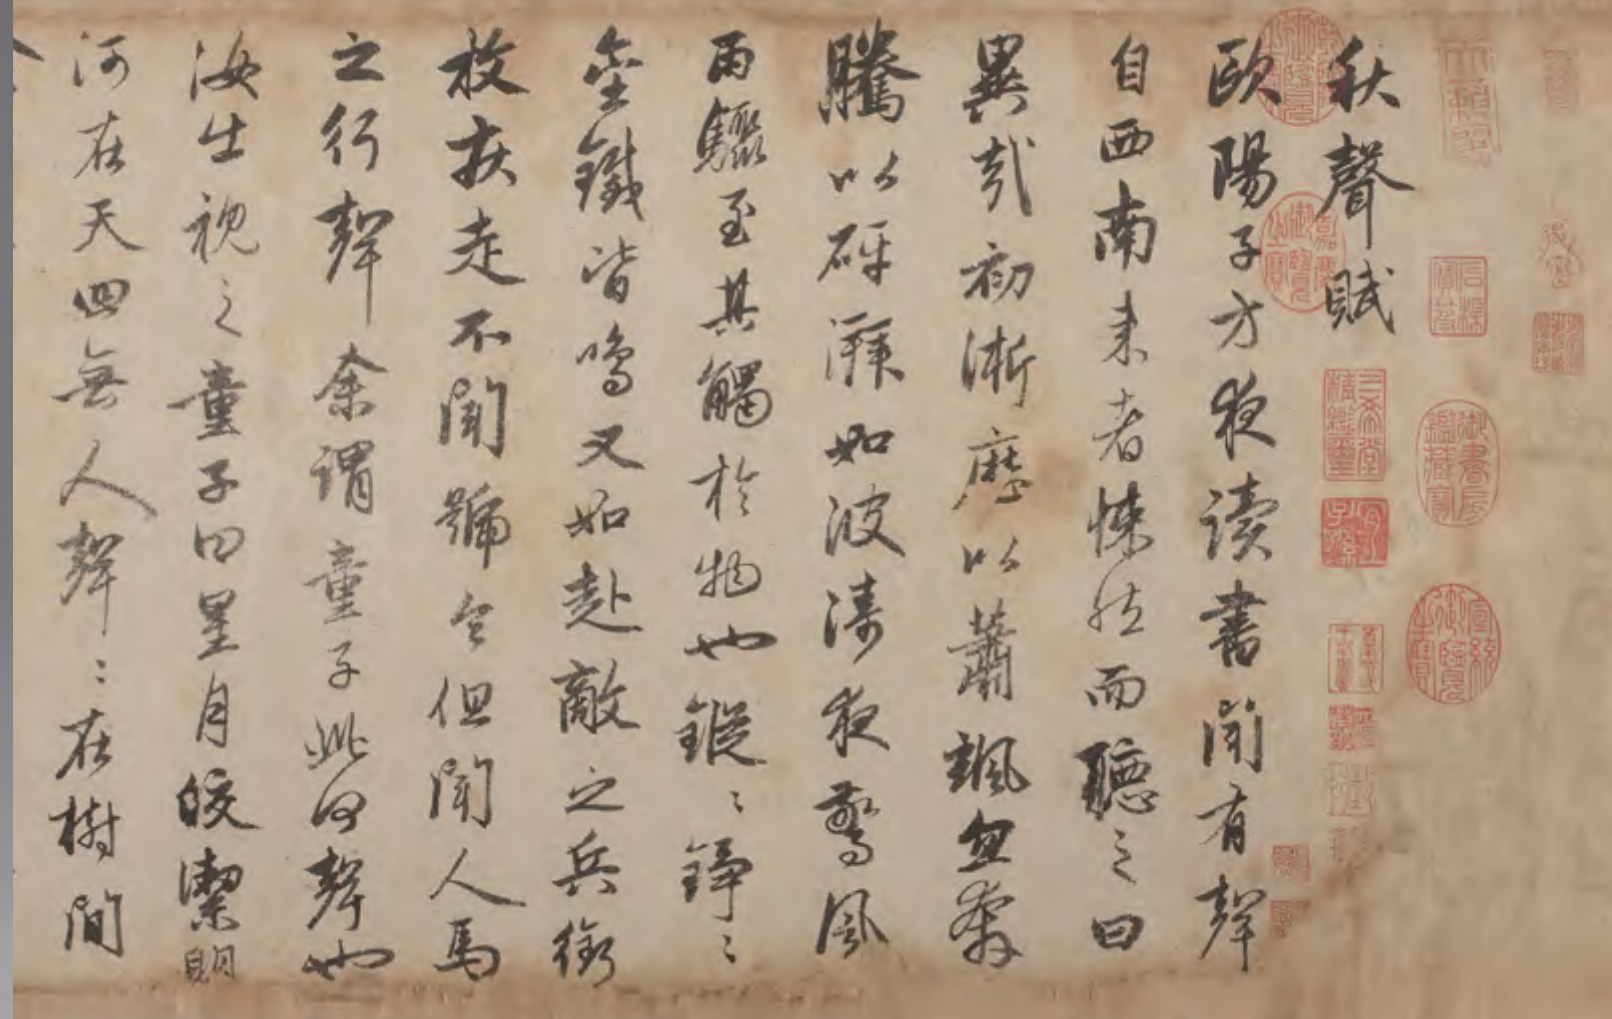 秋聲賦
歐陽子方夜讀書聞有聲
自西南來者悚然而聽之曰
異哉初淅瀝以蕭颯忽奔
騰以砰湃如波濤夜驚風
雨驟至其觸於物也鏦〻錚〻
金鐵皆鳴又如赴敵之兵銜
枚疾走不聞號令但聞人馬
之行聲余謂童子此何聲也
汝出視之童子曰星月皎潔明
河在天四無人聲〻在樹間